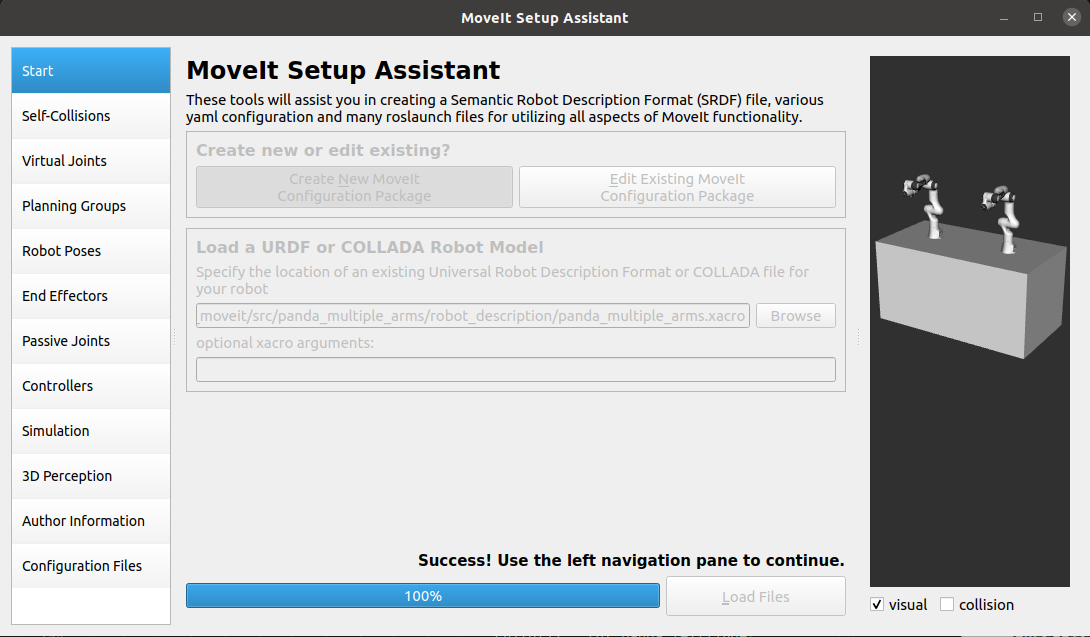 MoveIt Setup Assistant
Start
Self-Collisions
Virtual Joints
Planning Groups
Robot Poses
End Effectors
Passive Joints
Controllers
Simulation
3D Perception
Author Information
Configuration Files
MoveIt Setup Assistant
These tools will assist you in creating a Semantic Robot Description Format (SRDF) file, various
yaml configuration and many roslaunch files for utilizing all aspects of MoveIt functionality.
Create new or edit existing?
Create New MoveIt
Configuration Package
Edit Existing MoveIt
Configuration Package
Load a URDF or COLLADA Robot Model
Specify the location of an existing Universal Robot Description Format or COLLADA file for
your robot
moveit/src/panda_multiple_arms/robot_description/panda_multiple_arms.xacro
Browse
optional xacro arguments:
Success! Use the left navigation pane to continue.
100%
Load Files
visual
collision